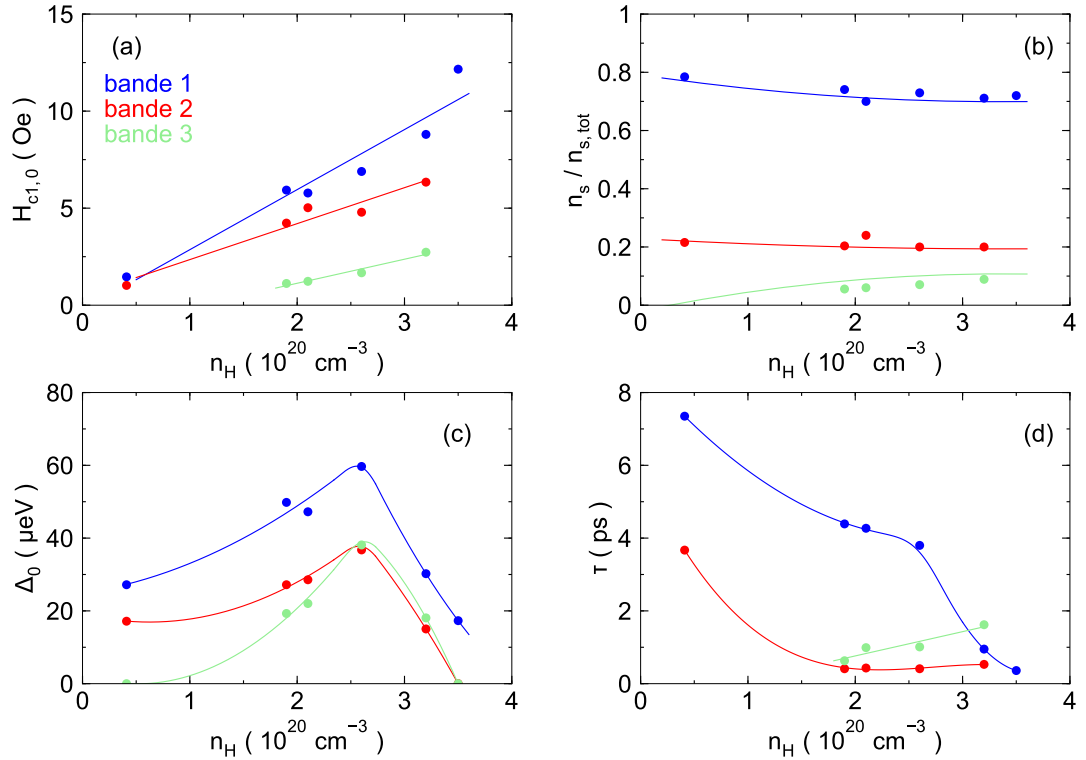 (a)
bande 1
bande 2
bande 3
H_{c1,0} ( Oe )
15
10
5
0
0 1 2 3 4
n_H ( 10^{20} cm^{−3} )
(b)
n_s / n_{s,tot}
1
0.8
0.6
0.4
0.2
0
0 1 2 3 4
n_H ( 10^{20} cm^{−3} )
(c)
Δ_0 ( μeV )
80
60
40
20
0
0 1 2 3 4
n_H ( 10^{20} cm^{−3} )
(d)
τ ( ps )
8
6
4
2
0
0 1 2 3 4
n_H ( 10^{20} cm^{−3} )